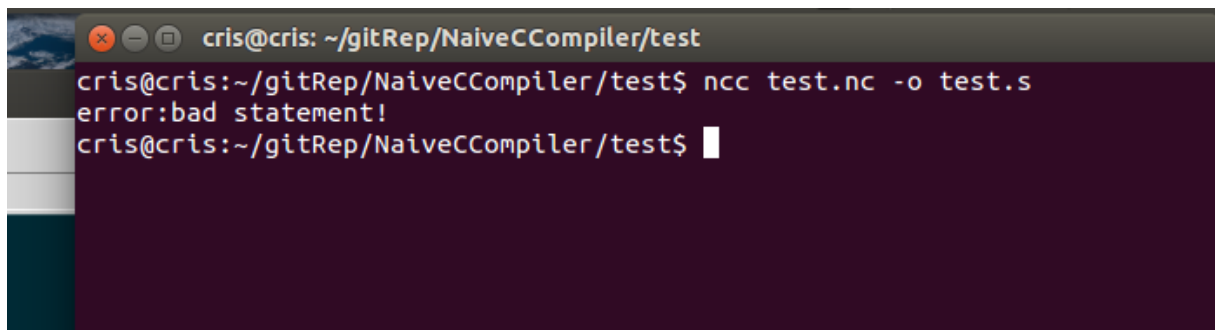 cris@cris: ~/gitRep/NaiveCCompiler/test
cris@cris:~/gitRep/NaiveCCompiler/test$ ncc test.nc -o test.s
error:bad statement!
cris@cris:~/gitRep/NaiveCCompiler/test$